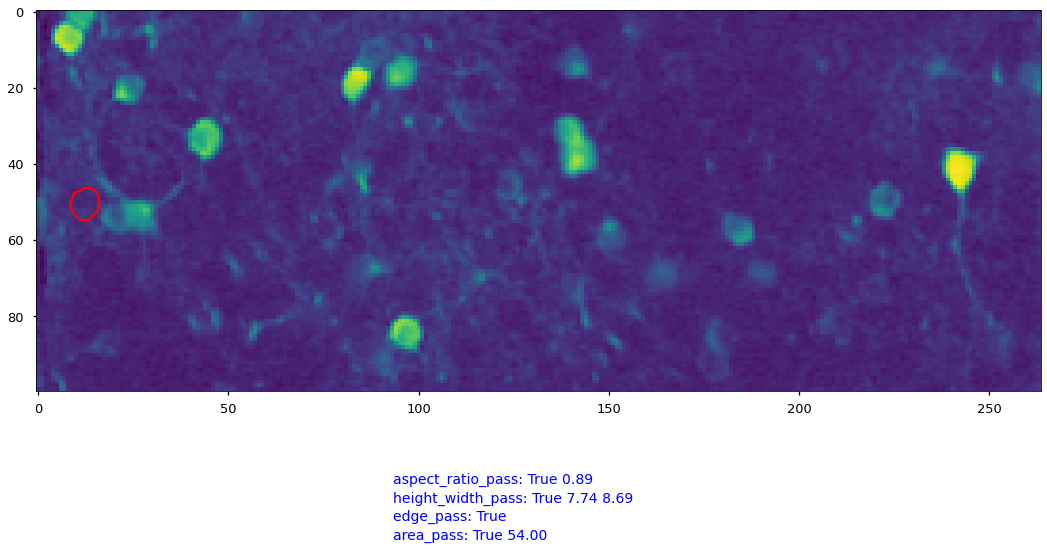 0
20
40
60
80
0 50 100 150 200 250
aspect_ratio_pass: True 0.89
height_width_pass: True 7.74 8.69
edge_pass: True
area_pass: True 54.00